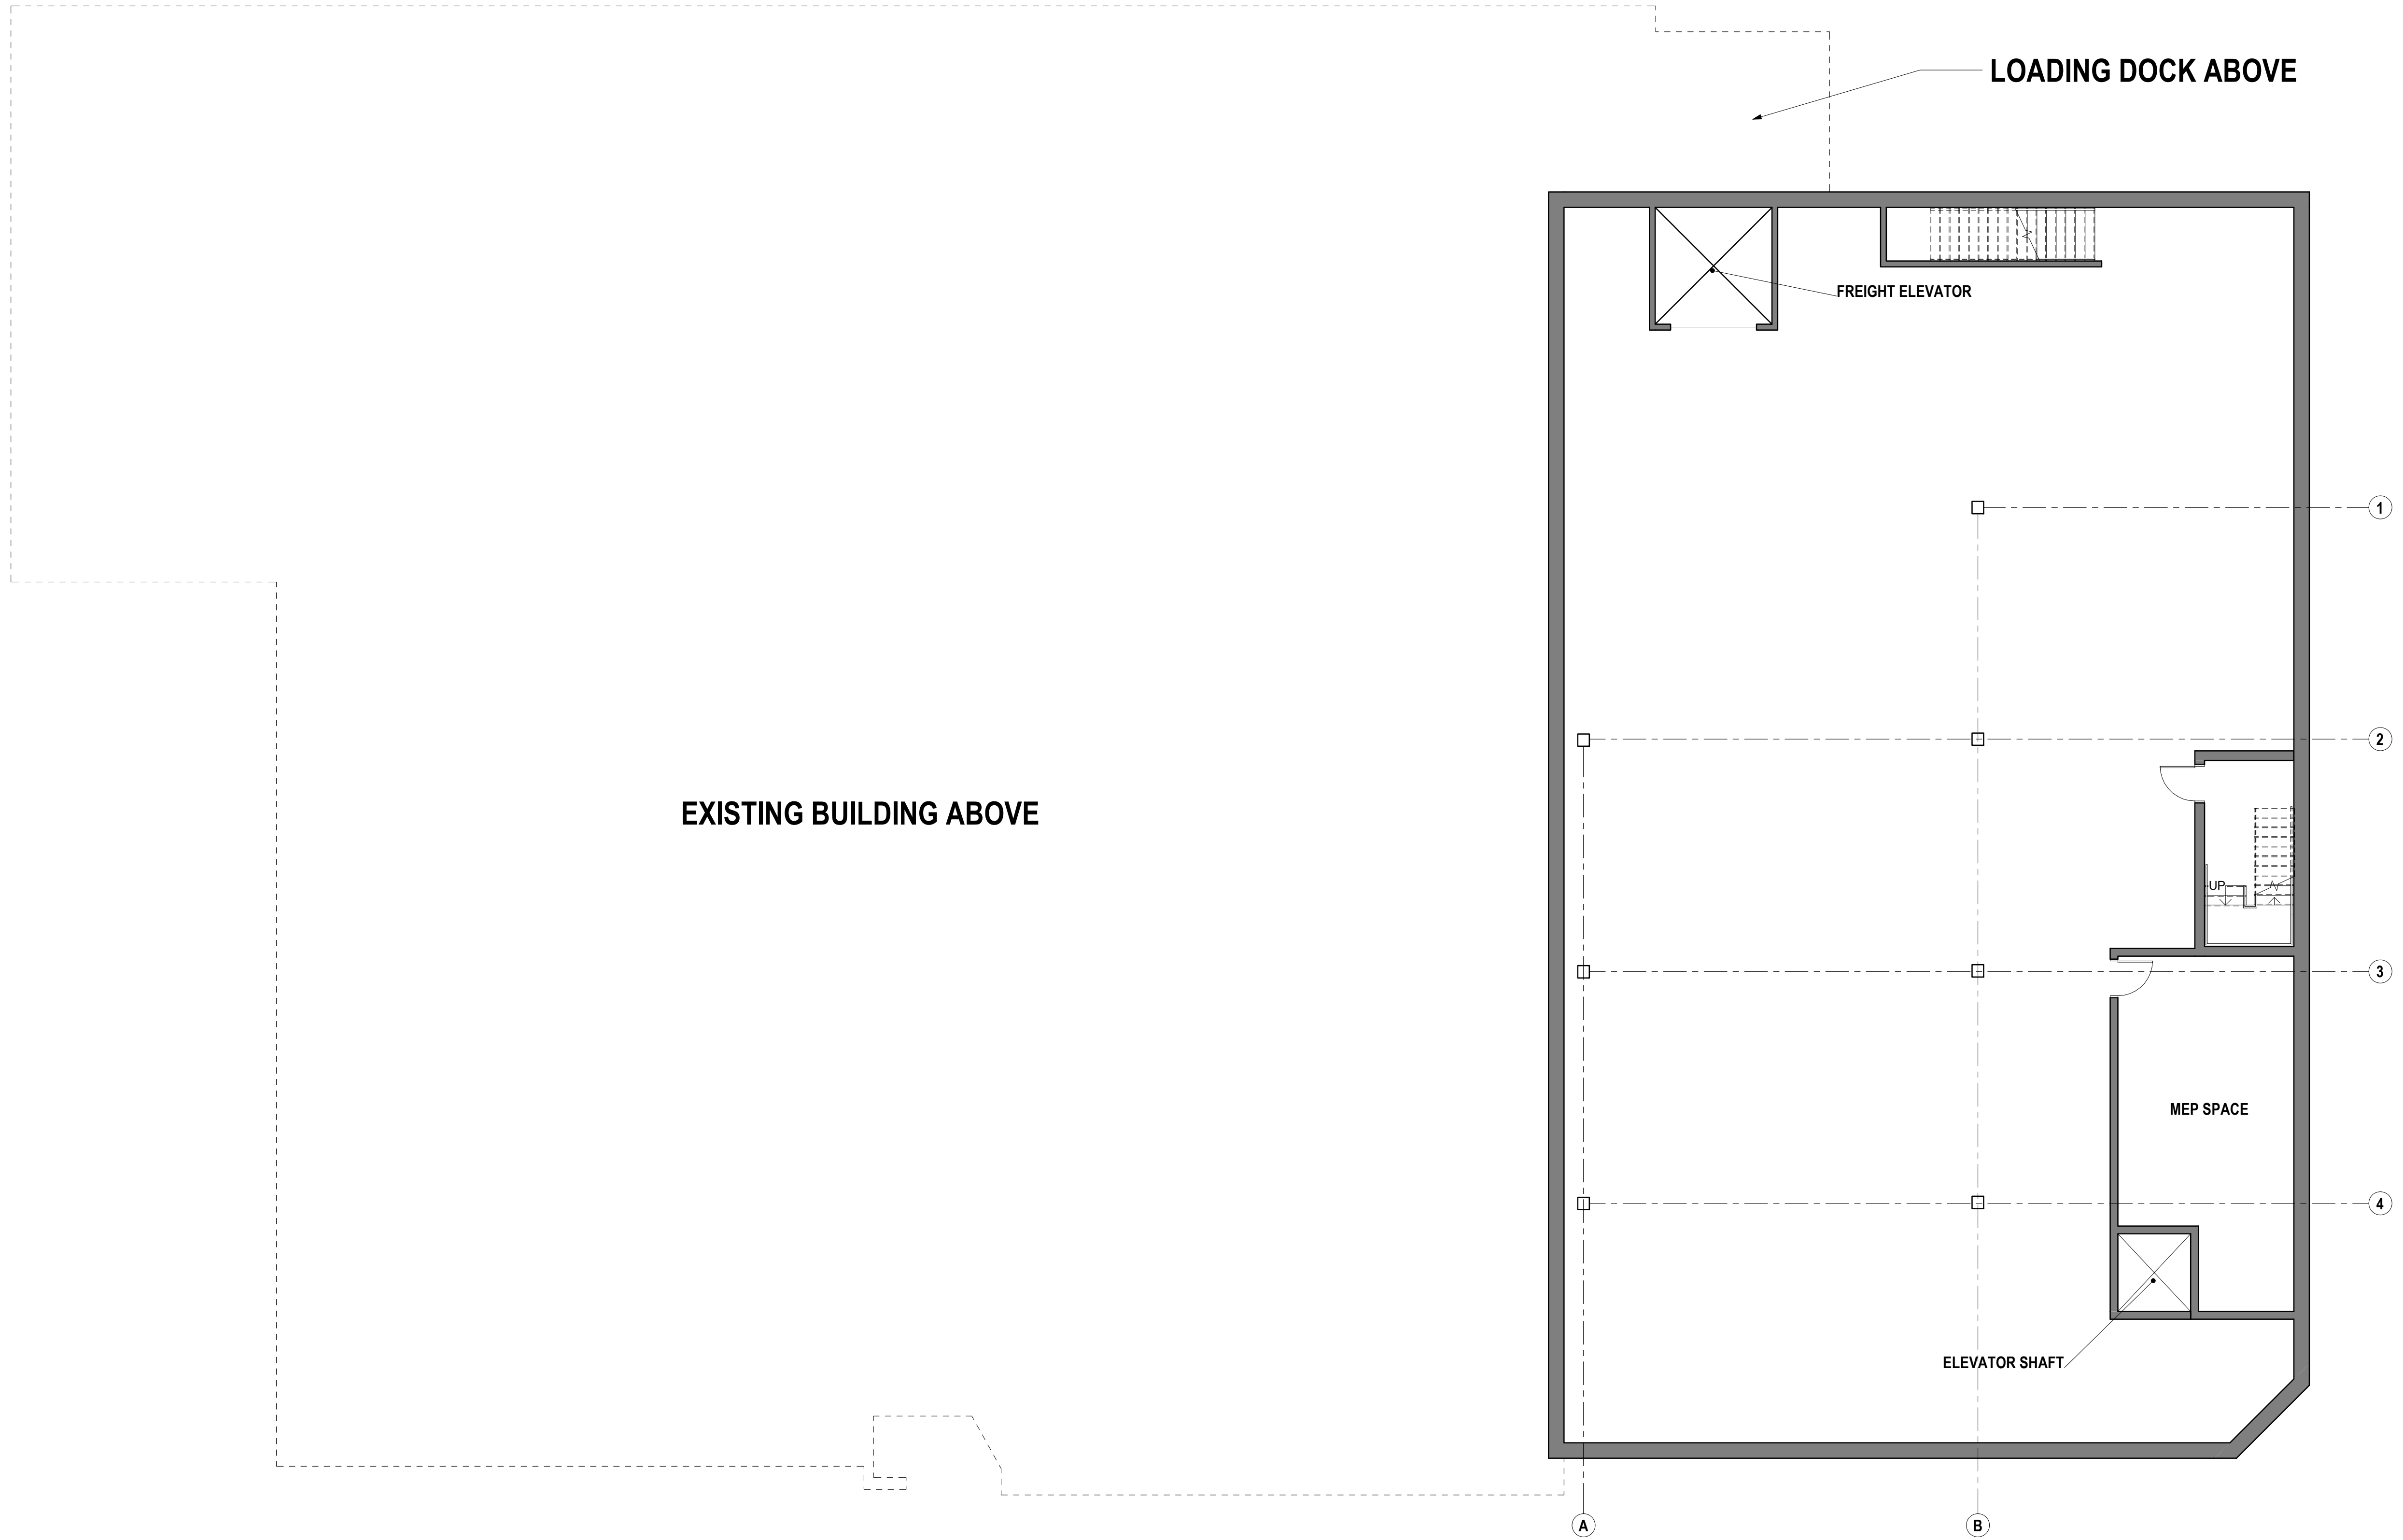 LOADING DOCK ABOVE
FREIGHT ELEVATOR
1
2
EXISTING BUILDING ABOVE
UP
3
MEP SPACE
4
ELEVATOR SHAFT
A
B